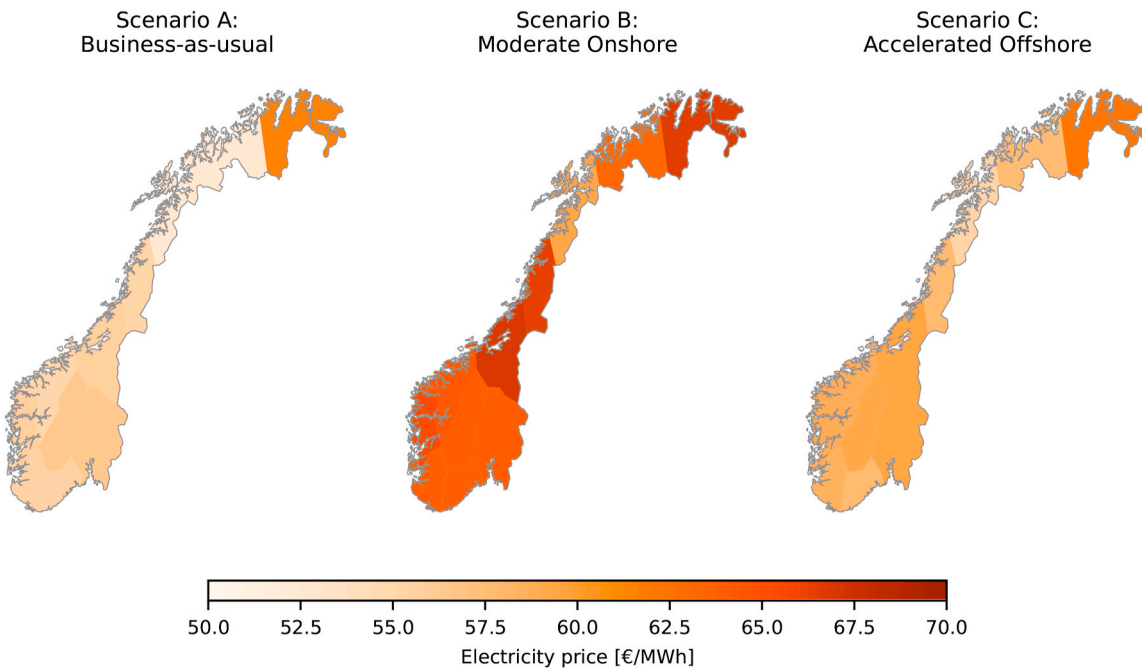 Scenario A:
Business-as-usual
Scenario B:
Moderate Onshore
Scenario C:
Accelerated Offshore
50.0 52.5 55.0 57.5 60.0 62.5 65.0 67.5 70.0
Electricity price [€/MWh]